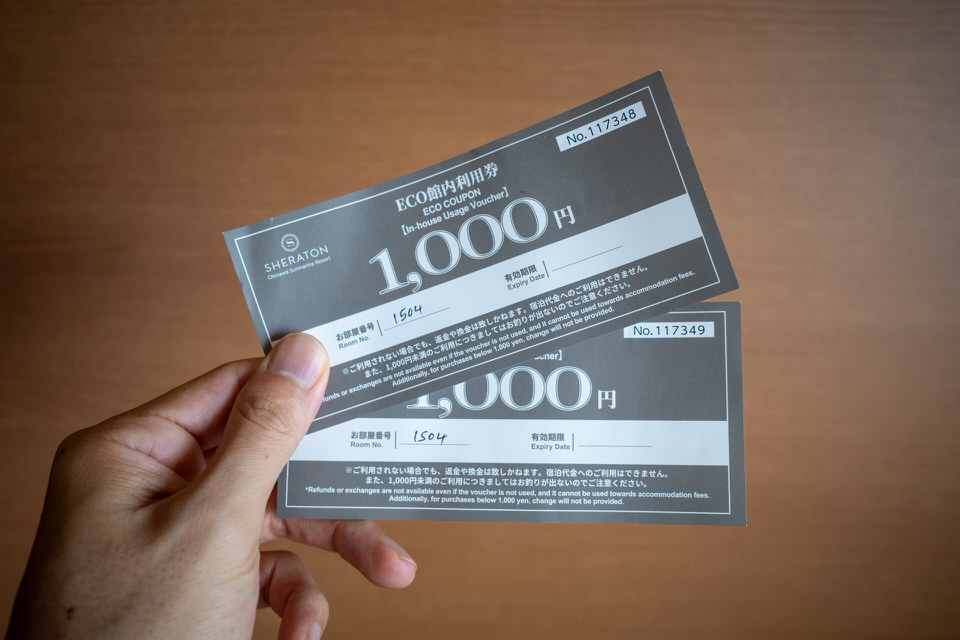 No.117348
ECO館内利用券
ECO COUPON
【In-house Usage Voucher】
1,000円
SHERATON
Okinawa Sunmarina Resort
お部屋番号
Room No.
1504
有効期限
Expiry Date
※ご利用されない場合でも、返金や換金は致しかねます。宿泊代金へのご利用はできません。
また、1,000円未満のご利用につきましてはお釣りが出ないのでご注意ください。
funds or exchanges are not available even if the voucher is not used, and it cannot be used towards accommodation fees.
Additionally, for purchases below 1,000 yen, change will not be provided.
No.117349
cher】
1,000円
お部屋番号
Room No.
1504
有効期限
Expiry Date
※ご利用されない場合でも、返金や換金は致しかねます。宿泊代金へのご利用はできません。
また、1,000円未満のご利用につきましてはお釣りが出ないのでご注意ください。
*Refunds or exchanges are not available even if the voucher is not used, and it cannot be used towards accommodation fees.
Additionally, for purchases below 1,000 yen, change will not be provided.